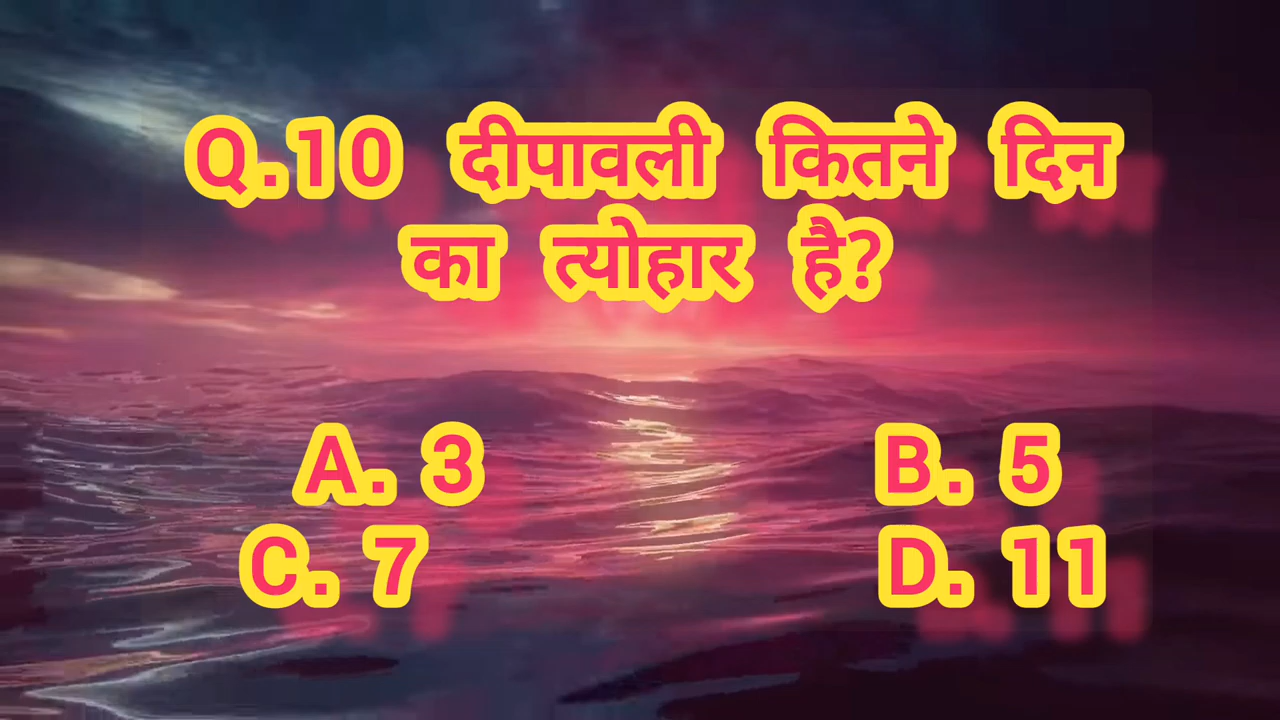 Q.10 दीपावली कितने दिन
का त्योहार है?
A. 3 B. 5
C. 7 D. 11